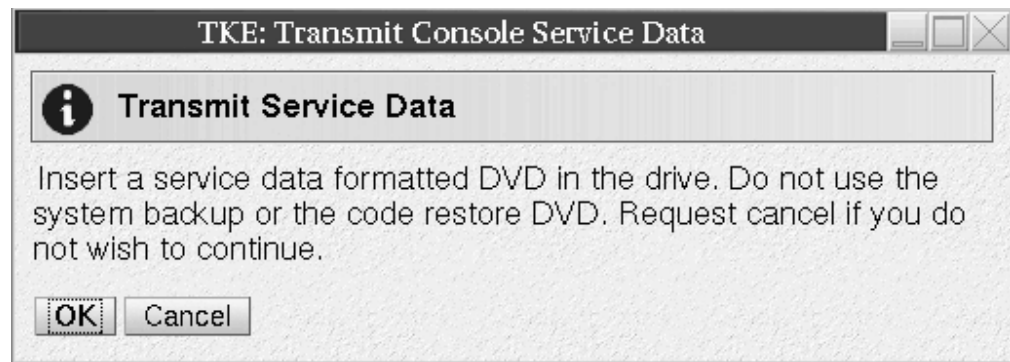 TKE: Transmit Console Service Data
Transmit Service Data
Insert a service data formatted DVD in the drive. Do not use the
system backup or the code restore DVD. Request cancel if you do
not wish to continue.
OK Cancel